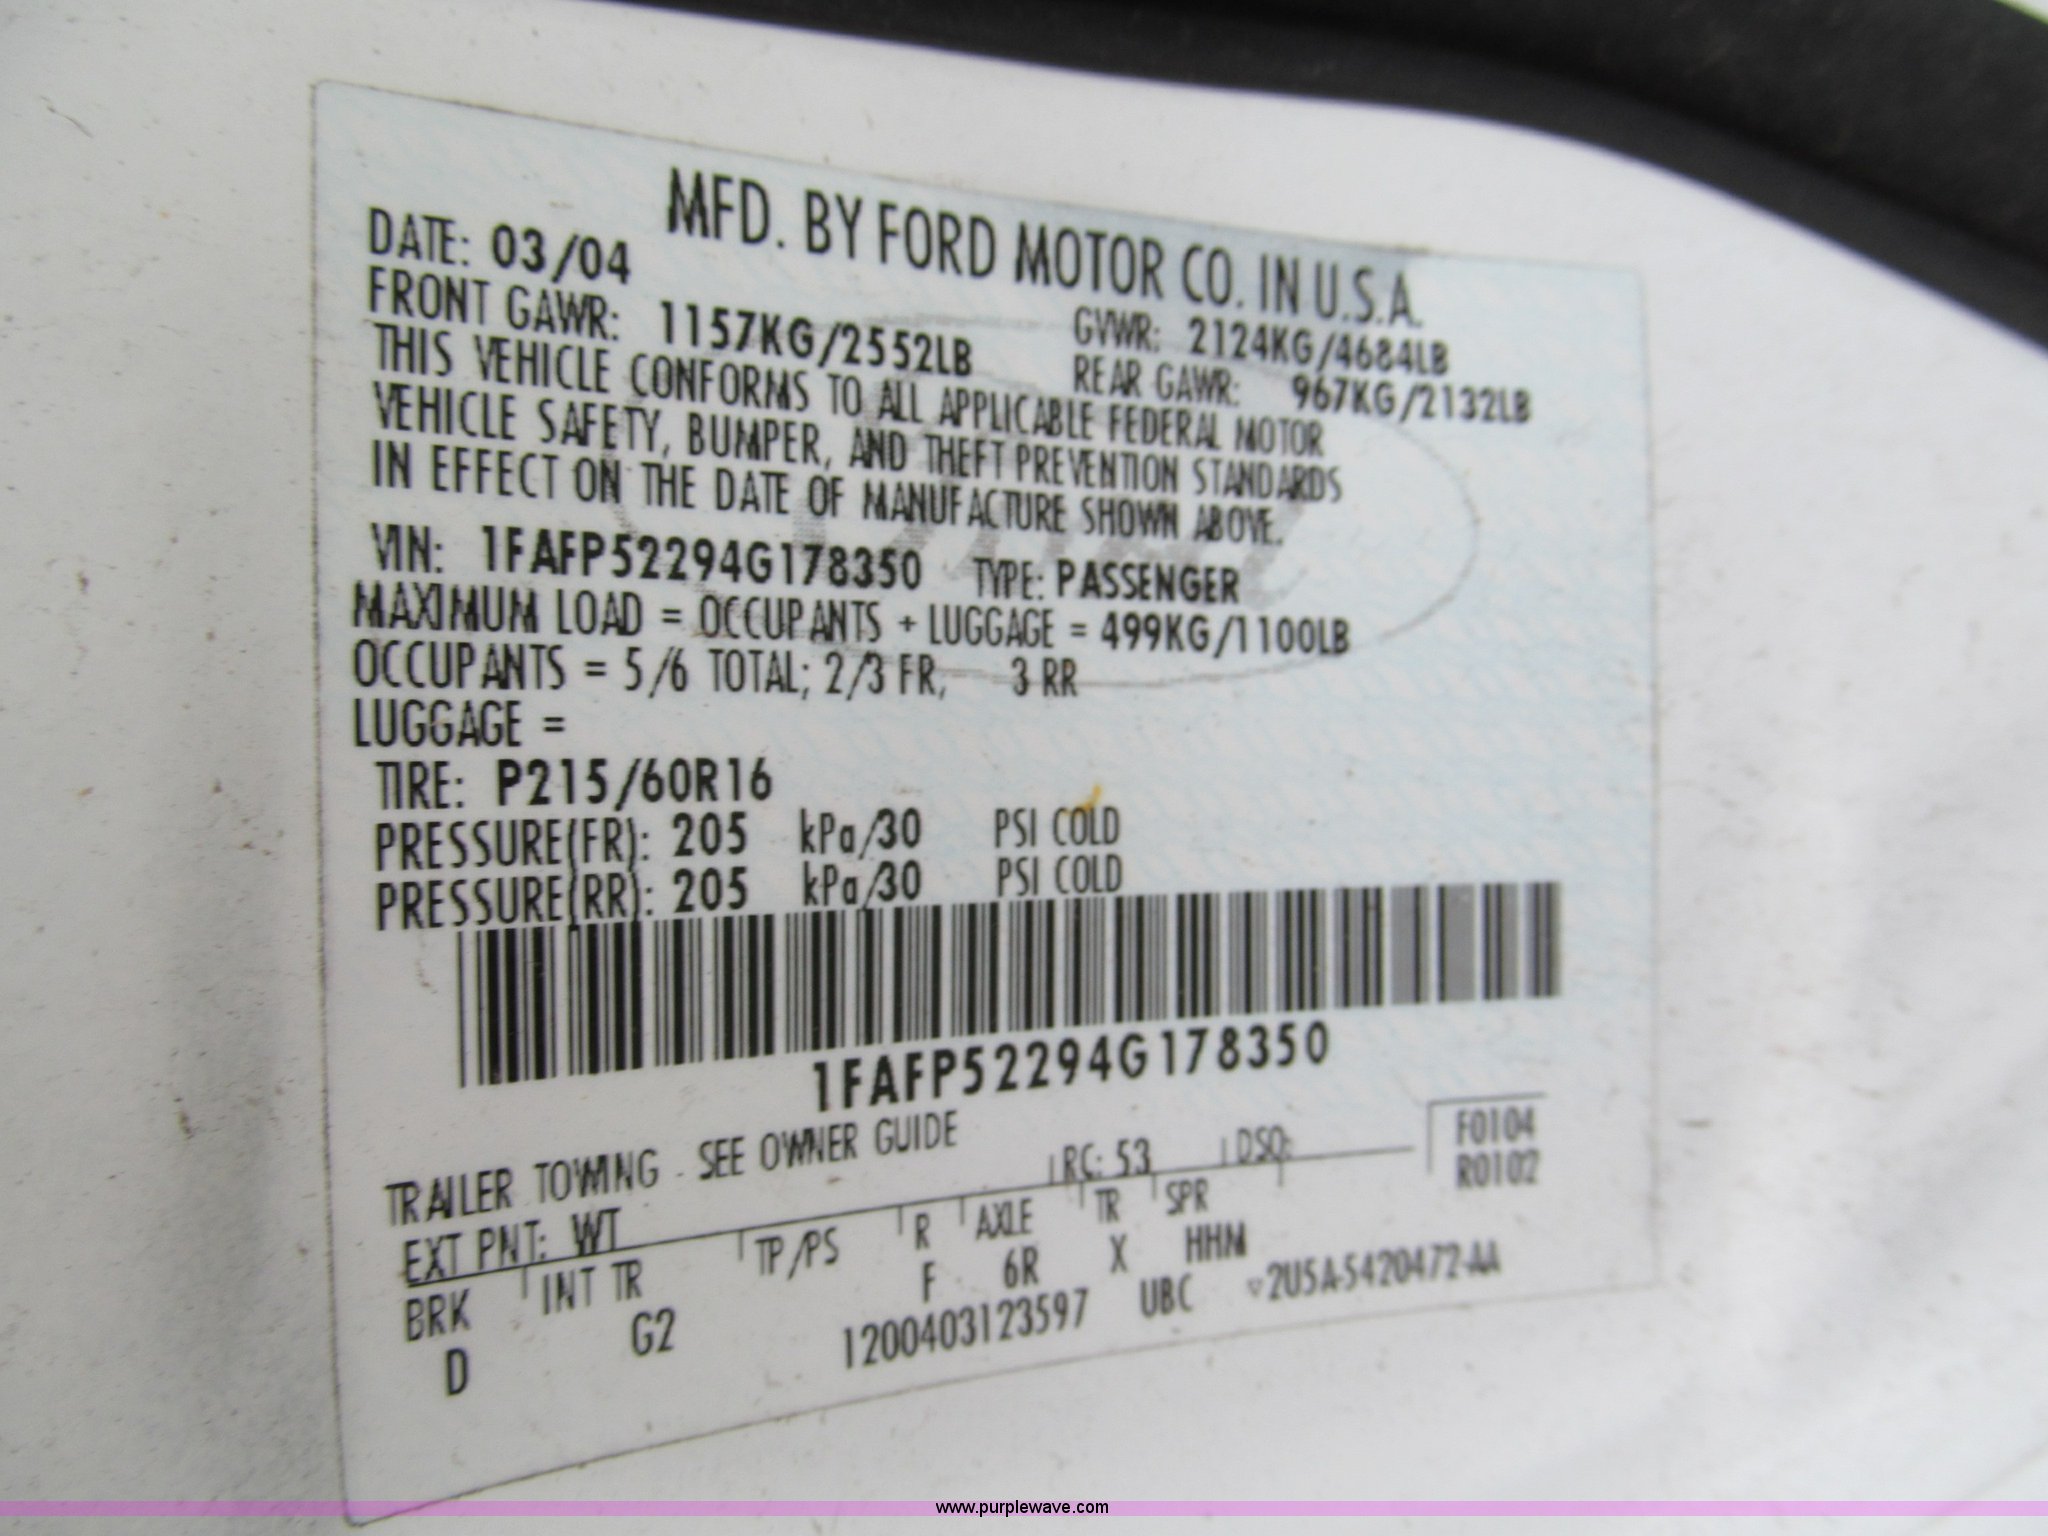 MFD. BY FORD MOTOR CO. IN U.S.A.
DATE: 03/04 GVWR: 2124KG/4684LB
FRONT GAWR: 1157KG/2552LB REAR GAWR: 967KG/2132LB
THIS VEHICLE CONFORMS TO ALL APPLICABLE FEDERAL MOTOR
VEHICLE SAFETY, BUMPER, AND THEFT PREVENTION STANDARDS
IN EFFECT ON THE DATE OF MANUFACTURE SHOWN ABOVE.
VIN: 1FAFP52294G178350 TYPE: PASSENGER
MAXIMUM LOAD = OCCUPANTS + LUGGAGE = 499KG/1100LB
OCCUPANTS = 5/6 TOTAL; 2/3 FR, 3 RR
LUGGAGE =
TIRE: P215/60R16
PRESSURE(FR): 205 kPa/30 PSI COLD
PRESSURE(RR): 205 kPa/30 PSI COLD
1FAFP52294G178350
TRAILER TOWING - SEE OWNER GUIDE
F0104
R0102
EXT PNT: WT RC: 53 DSO:
BRK INT TR TP/PS R AXLE TR SPR
D G2 F 6R X HHM
1200403123597 UBC ▽2U5A-5420472-AA
www.purplewave.com